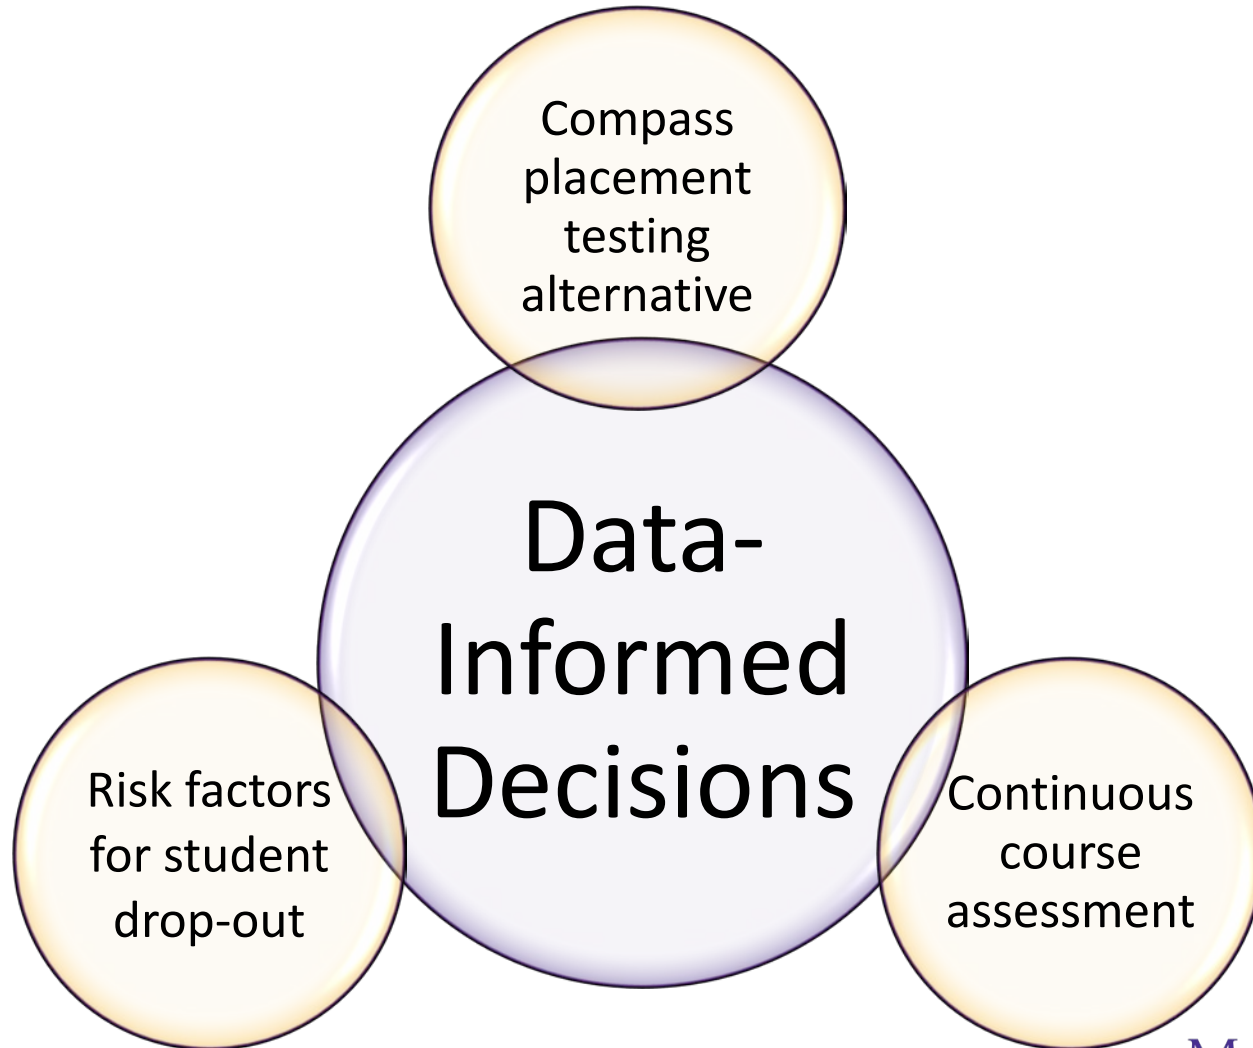 Compass
placement
testing
alternative
Data-
Informed
Decisions
Risk factors
for student
drop-out
Continuous
course
assessment
M